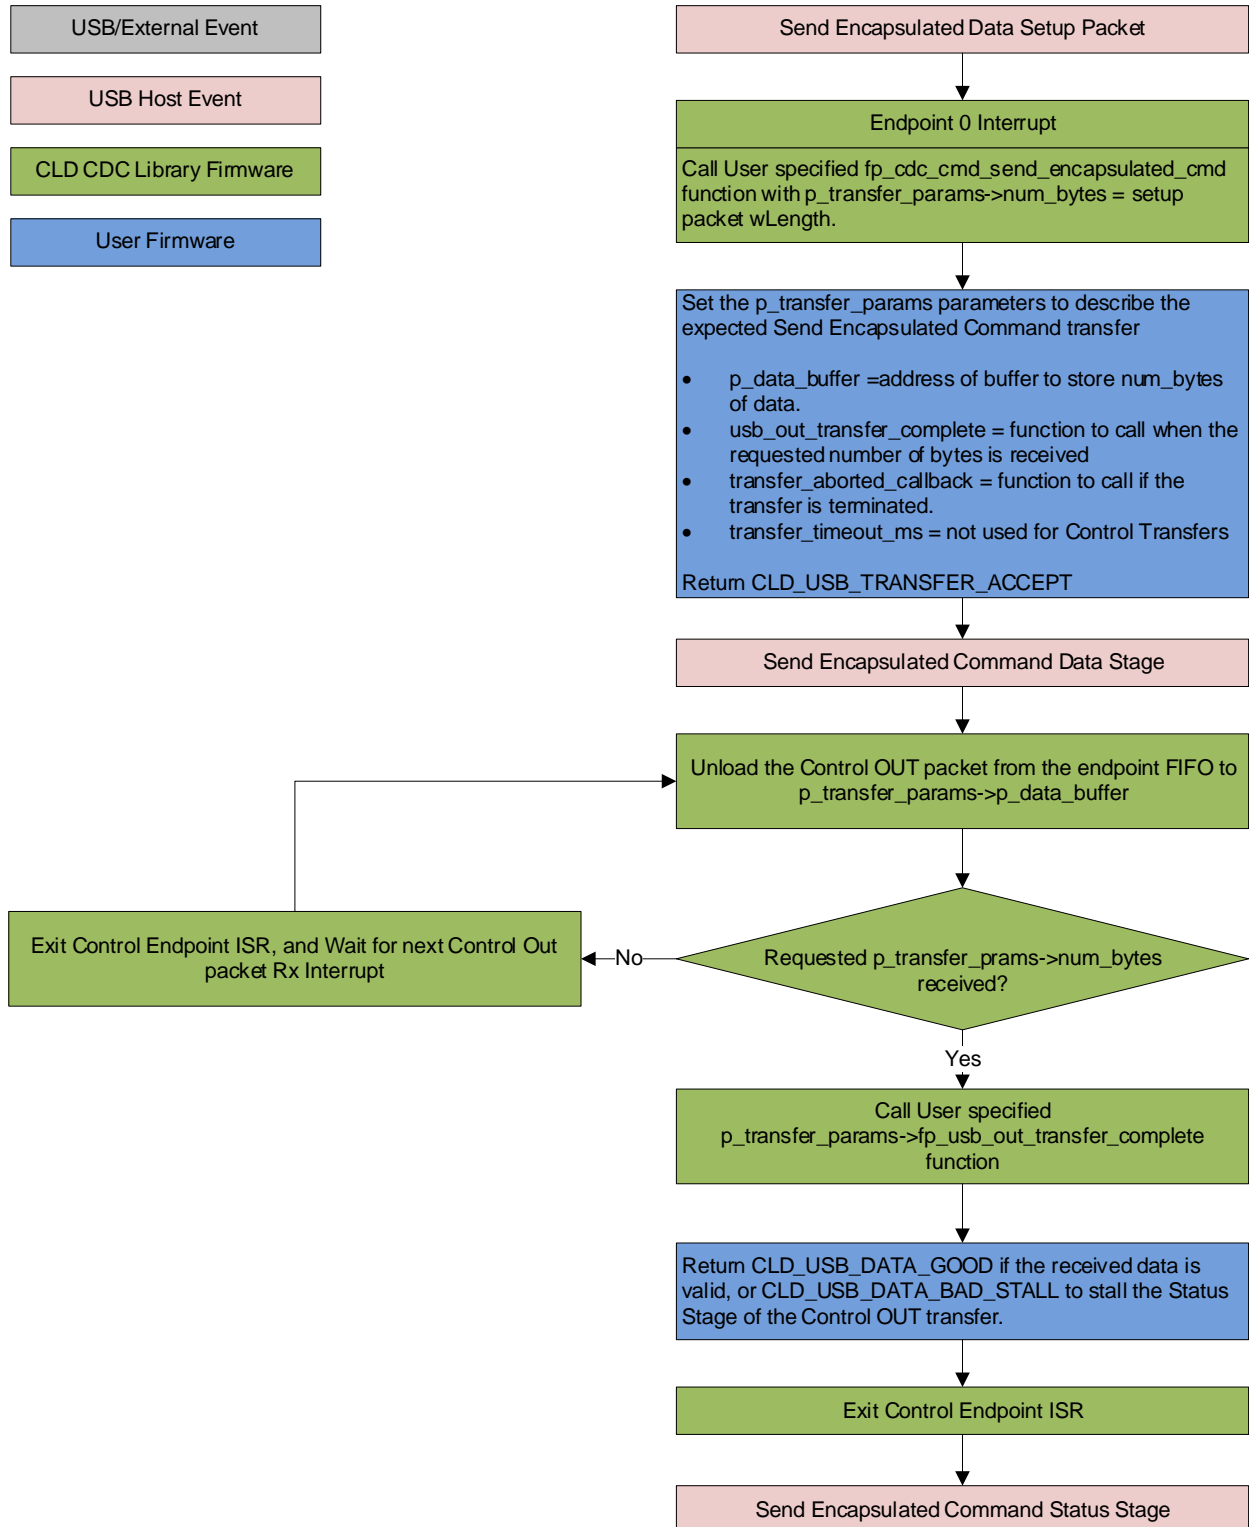 USB/External Event
USB Host Event
CLD CDC Library Firmware
User Firmware
Send Encapsulated Data Setup Packet
Endpoint 0 Interrupt
Call User specified fp_cdc_cmd_send_encapsulated_cmd
function with p_transfer_params->num_bytes = setup
packet wLength.
Set the p_transfer_params parameters to describe the
expected Send Encapsulated Command transfer
• p_data_buffer =address of buffer to store num_bytes
of data.
• usb_out_transfer_complete = function to call when the
requested number of bytes is received
• transfer_aborted_callback = function to call if the
transfer is terminated.
• transfer_timeout_ms = not used for Control Transfers
Return CLD_USB_TRANSFER_ACCEPT
Send Encapsulated Command Data Stage
Unload the Control OUT packet from the endpoint FIFO to
p_transfer_params->p_data_buffer
Exit Control Endpoint ISR, and Wait for next Control Out
packet Rx Interrupt
No
Requested p_transfer_prams->num_bytes
received?
Yes
Call User specified
p_transfer_params->fp_usb_out_transfer_complete
function
Return CLD_USB_DATA_GOOD if the received data is
valid, or CLD_USB_DATA_BAD_STALL to stall the Status
Stage of the Control OUT transfer.
Exit Control Endpoint ISR
Send Encapsulated Command Status Stage